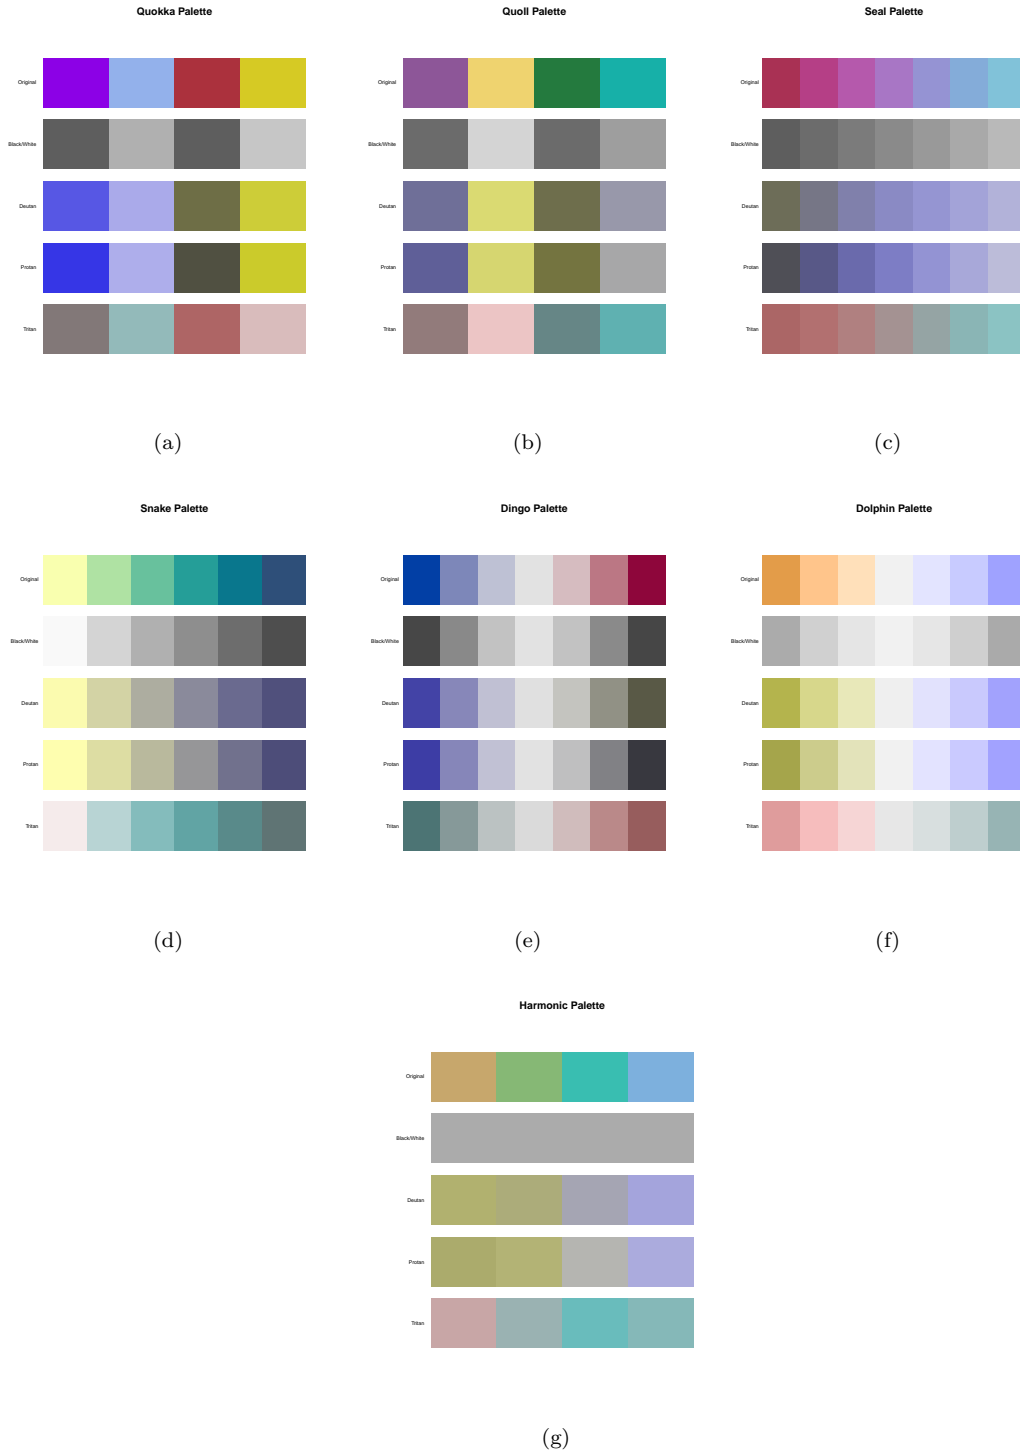 Quokka Palette
Original
Black/White
Deutan
Protan
Tritan
(a)
Quoll Palette
Original
Black/White
Deutan
Protan
Tritan
(b)
Seal Palette
Original
Black/White
Deutan
Protan
Tritan
(c)
Snake Palette
Original
Black/White
Deutan
Protan
Tritan
(d)
Dingo Palette
Original
Black/White
Deutan
Protan
Tritan
(e)
Dolphin Palette
Original
Black/White
Deutan
Protan
Tritan
(f)
Harmonic Palette
Original
Black/White
Deutan
Protan
Tritan
(g)